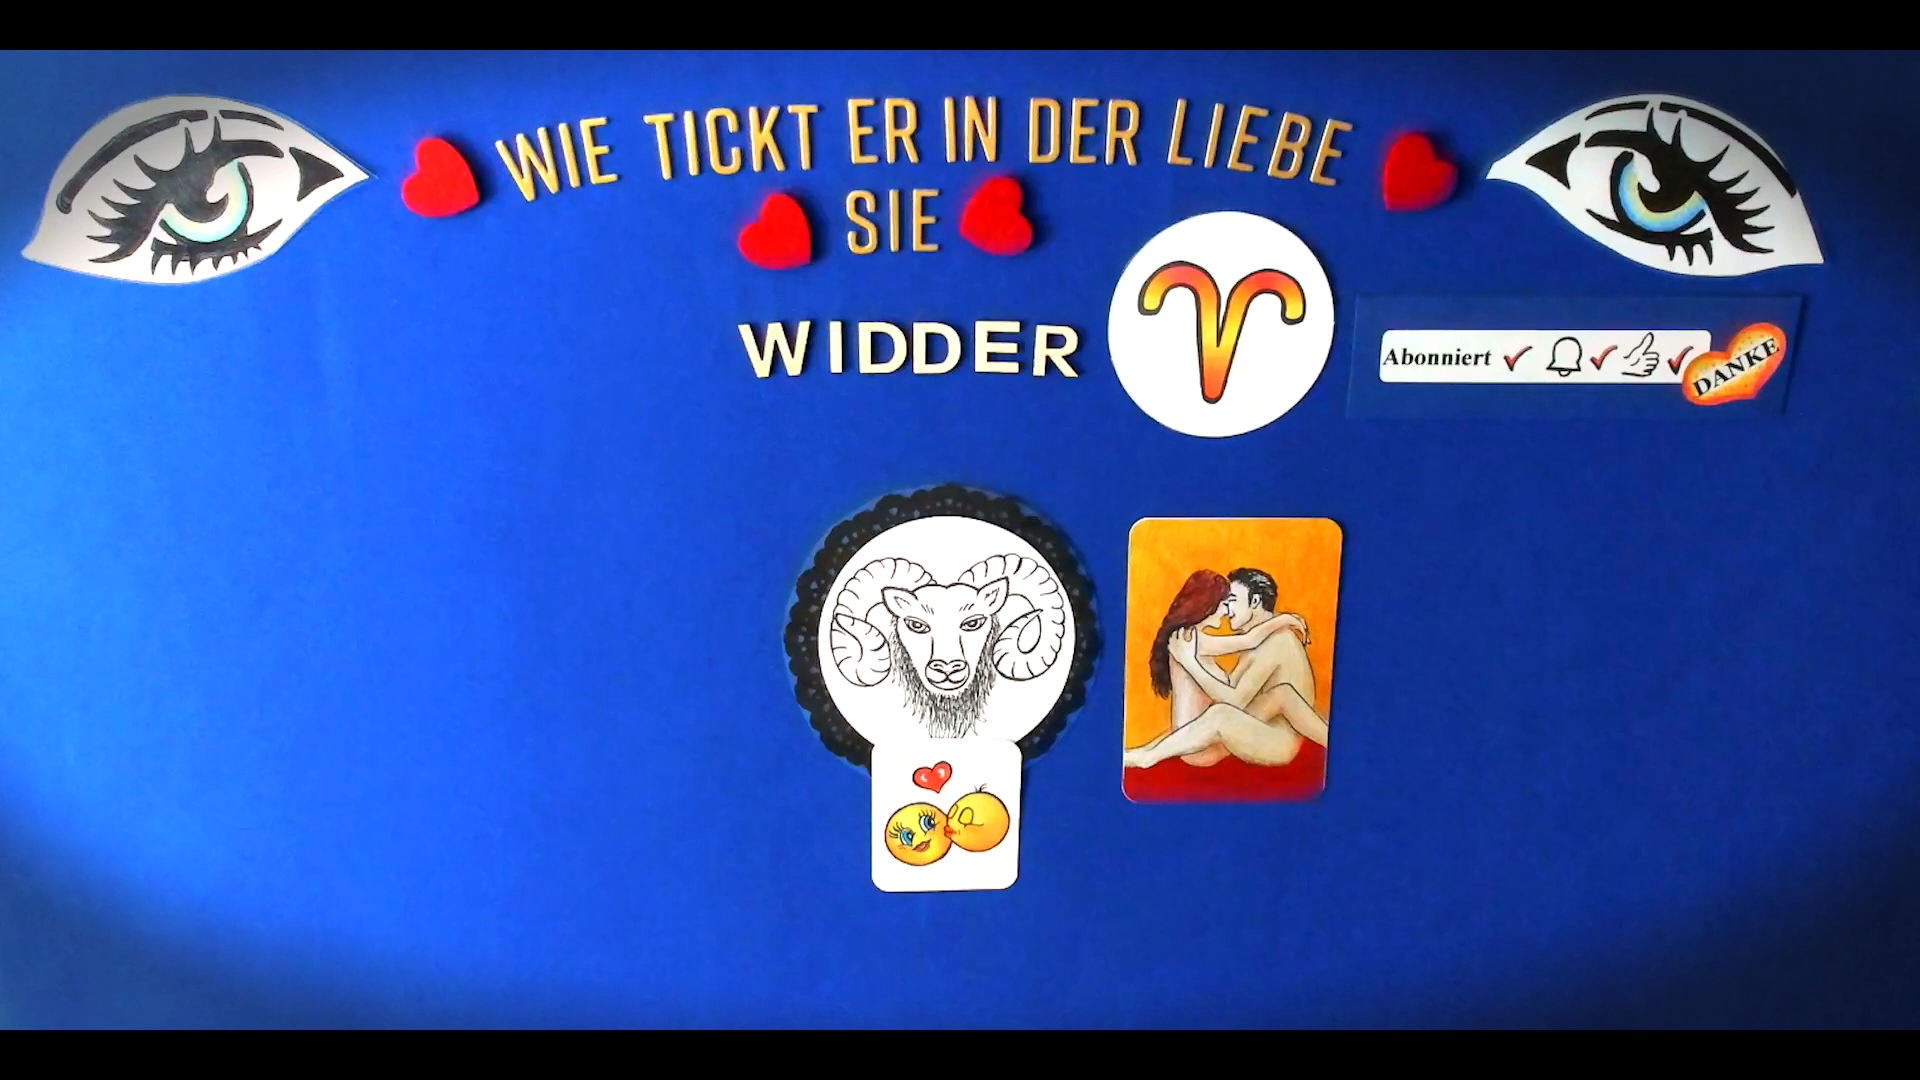 WIE TICKT ER IN DER LIEBE
SIE
WIDDER
Abonniert
DANKE